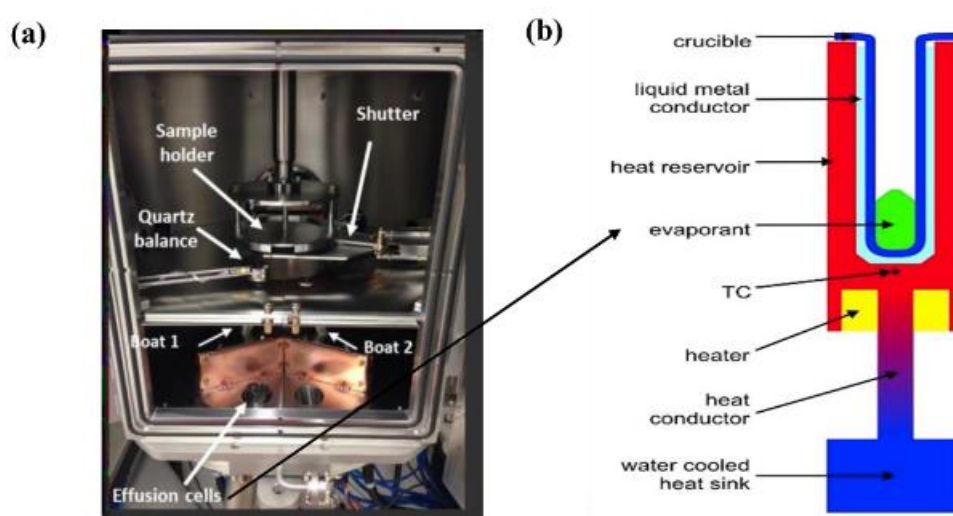 (a)
Sample
holder
Shutter
Quartz
balance
Boat 1
Boat 2
Effusion cells
(b)
crucible
liquid metal
conductor
heat reservoir
evaporant
TC
heater
heat
conductor
water cooled
heat sink